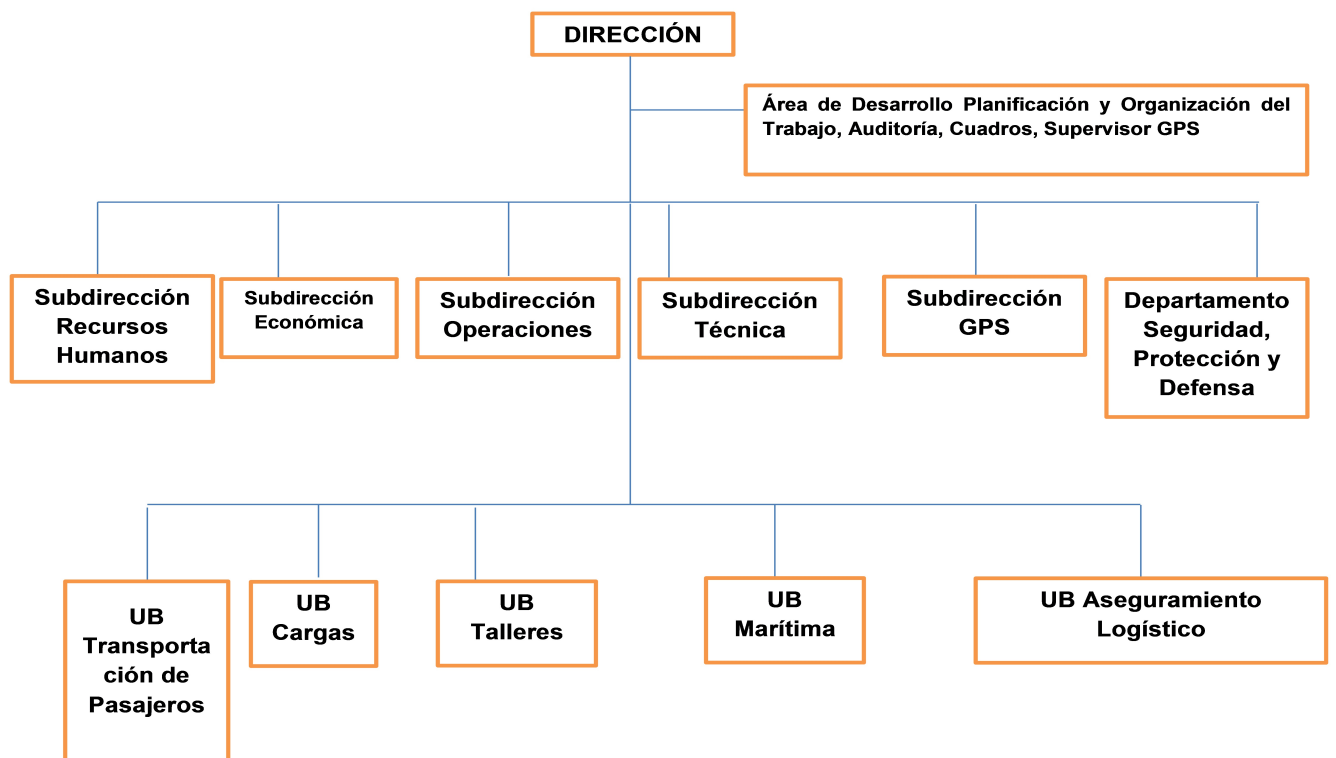 DIRECCIÓN
Área de Desarrollo Planificación y Organización del
Trabajo, Auditoría, Cuadros, Supervisor GPS
Subdirección
Recursos
Humanos
Subdirección
Económica
Subdirección
Operaciones
Subdirección
Técnica
Subdirección
GPS
Departamento
Seguridad,
Protección y
Defensa
UB
Transporta
ción de
Pasajeros
UB
Cargas
UB
Talleres
UB
Marítima
UB Aseguramiento
Logístico